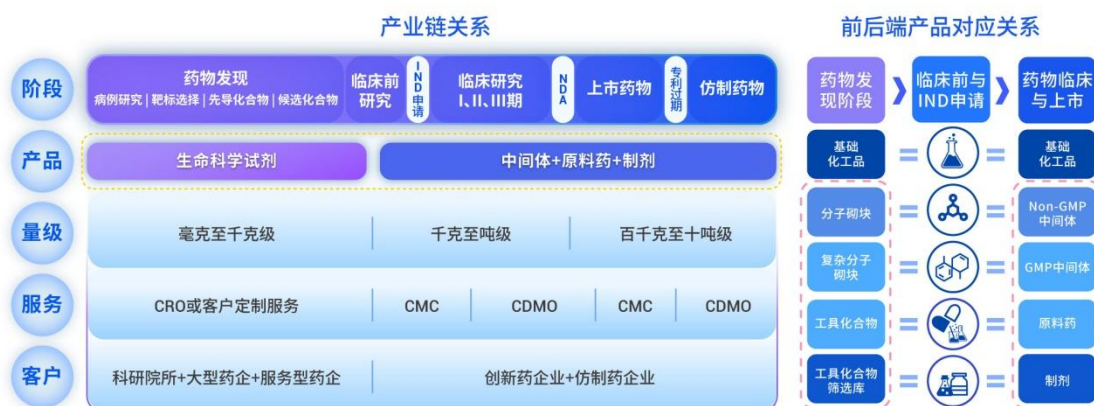 产业链关系
阶段
药物发现
病例研究 | 靶标选择 | 先导化合物 | 候选化合物
临床前
研究
IND申请
临床研究
I、II、III期
NDA
上市药物
专利过期
仿制药物
产品
生命科学试剂
中间体+原料药+制剂
量级
毫克至千克级
千克至吨级
百千克至十吨级
服务
CRO或客户定制服务
CMC
CDMO
CMC
CDMO
客户
科研院所+大型药企+服务型药企
创新药企业+仿制药企业
前后端产品对应关系
药物发
现阶段
临床前与
IND申请
药物临床
与上市
基础
化工品
=
=
基础
化工品
分子砌块
=
=
Non-GMP
中间体
复杂分子
砌块
=
=
GMP中间体
工具化合物
=
=
原料药
工具化合物
筛选库
=
=
制剂